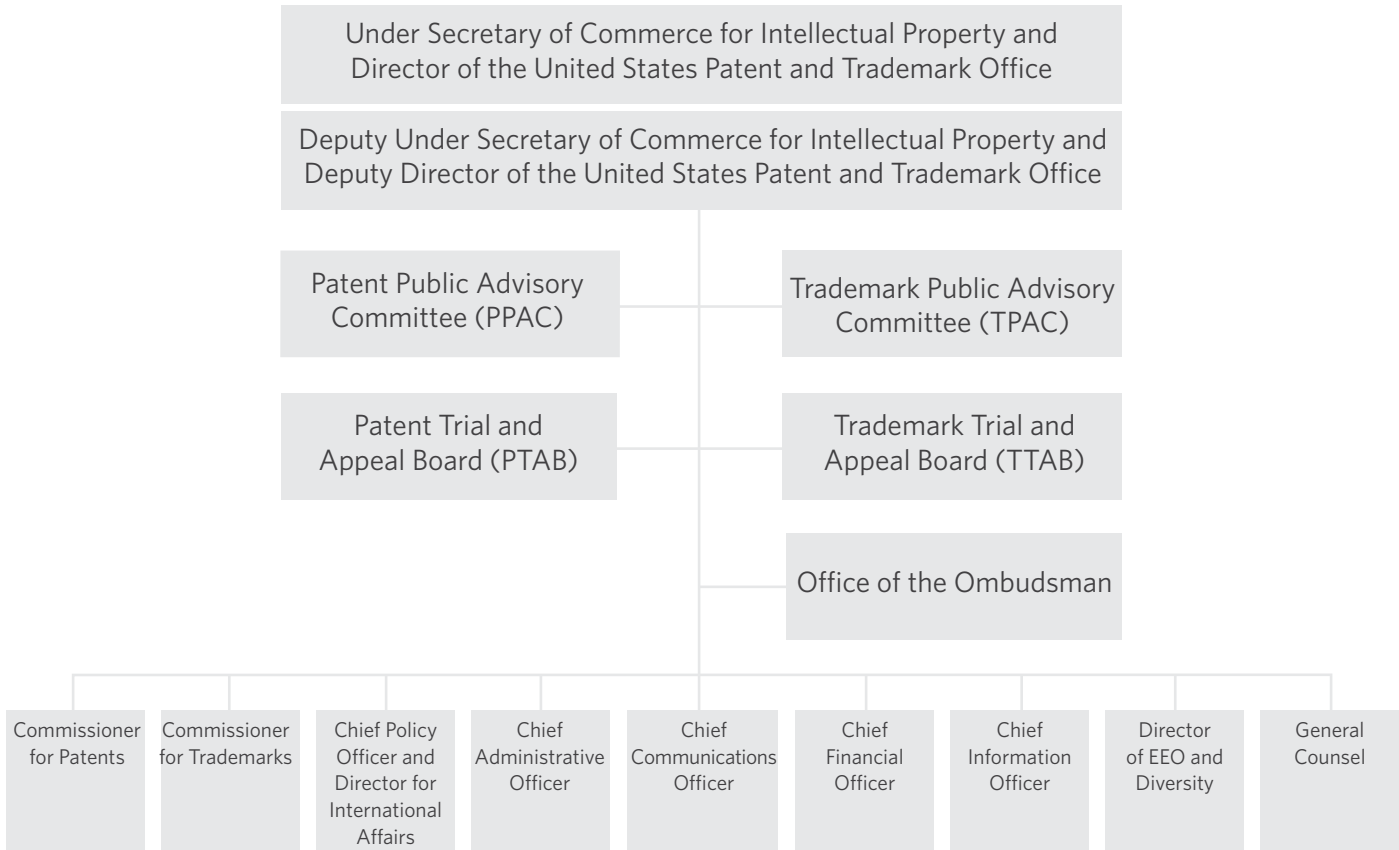 Under Secretary of Commerce for Intellectual Property and
Director of the United States Patent and Trademark Office
Deputy Under Secretary of Commerce for Intellectual Property and
Deputy Director of the United States Patent and Trademark Office
Patent Public Advisory
Committee (PPAC)
Trademark Public Advisory
Committee (TPAC)
Patent Trial and
Appeal Board (PTAB)
Trademark Trial and
Appeal Board (TTAB)
Office of the Ombudsman
Commissioner
for Patents
Commissioner
for Trademarks
Chief Policy
Officer and
Director for
International
Affairs
Chief
Administrative
Officer
Chief
Communications
Officer
Chief
Financial
Officer
Chief
Information
Officer
Director
of EEO and
Diversity
General
Counsel